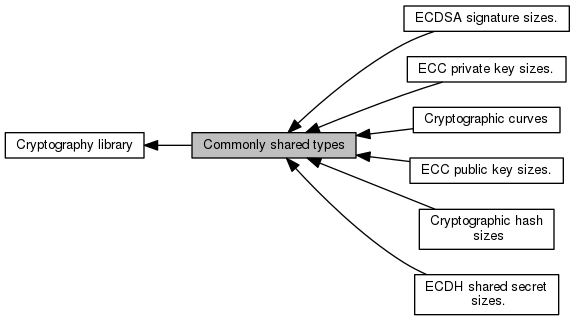 ECDSA signature sizes.
ECC private key sizes.
Cryptographic curves
Cryptography library
Commonly shared types
ECC public key sizes.
Cryptographic hash
sizes
ECDH shared secret
sizes.